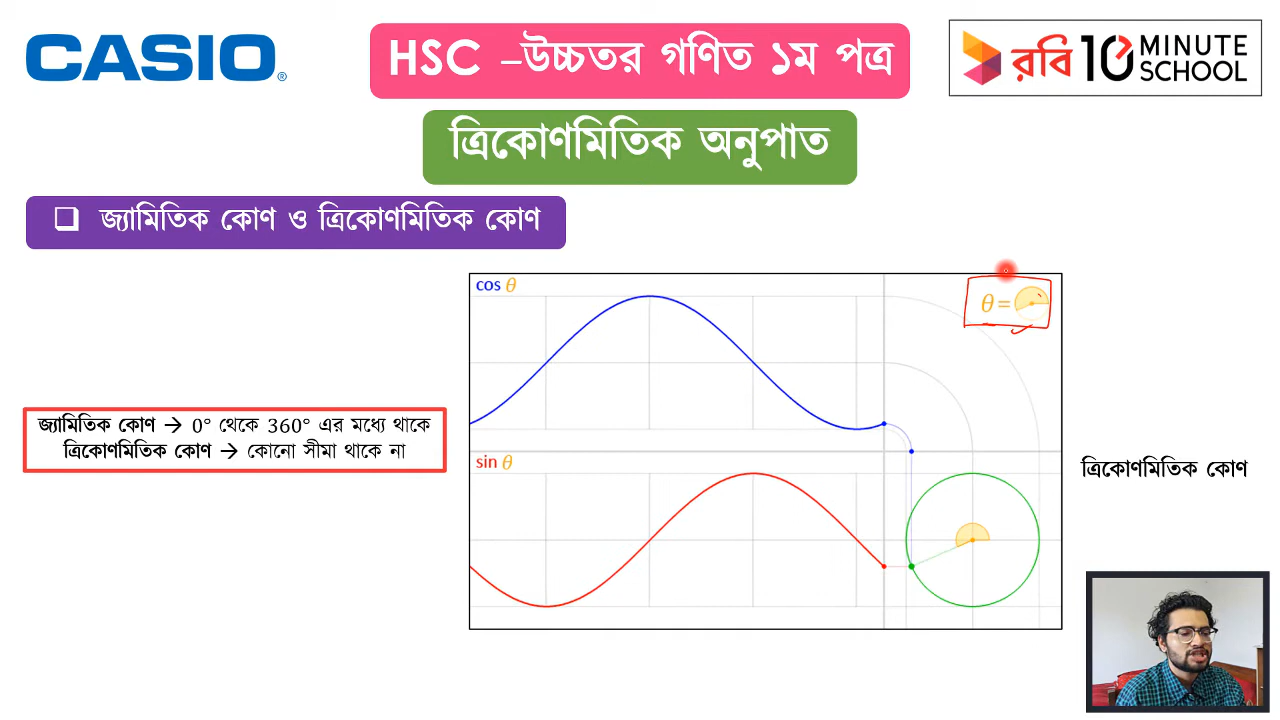 CASIO®
HSC –উচ্চতর গণিত ১ম পত্র
রবি 10 MINUTE SCHOOL
ত্রিকোণমিতিক অনুপাত
❑ জ্যামিতিক কোণ ও ত্রিকোণমিতিক কোণ
cos θ
θ =
জ্যামিতিক কোণ → 0° থেকে 360° এর মধ্যে থাকে
ত্রিকোণমিতিক কোণ → কোনো সীমা থাকে না
sin θ
ত্রিকোণমিতিক কোণ